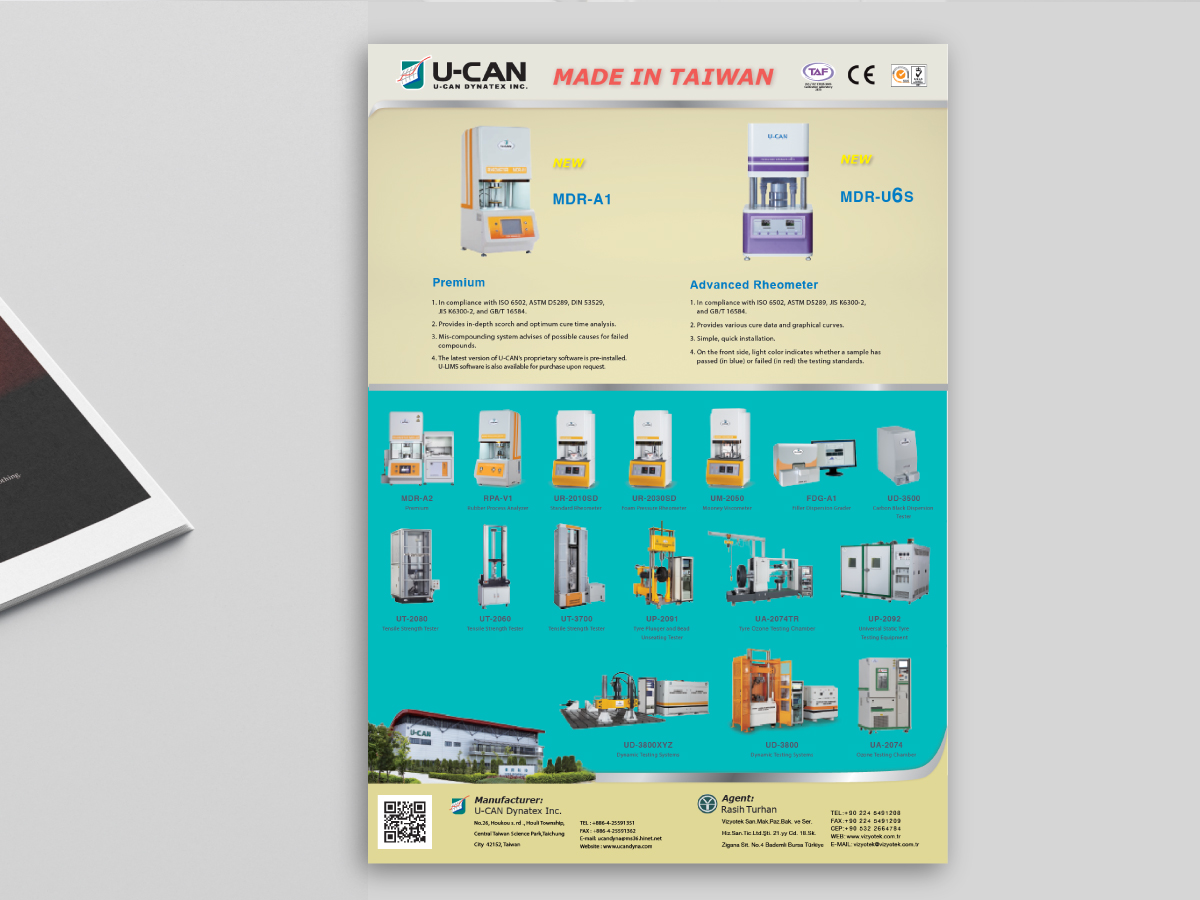 othing.
U-CAN
U-CAN DYNATEX INC.
MADE IN TAIWAN
TAF
CE
NEW
MDR-A1
U-CAN
NEW
MDR-U6S
Premium
1. In compliance with ISO 6502, ASTM D5289, DIN 53529,
JIS K6300-2, and GB/T 16584.
2. Provides in-depth scorch and optimum cure time analysis.
3. Mis-compounding system advises of possible causes for failed
compounds.
4. The latest version of U-CAN's proprietary software is pre-installed.
U-LIMS software is also available for purchase upon request.
Advanced Rheometer
1. In compliance with ISO 6502, ASTM D5289, JIS K6300-2,
and GB/T 16584.
2. Provides various cure data and graphical curves.
3. Simple, quick installation.
4. On the front side, light color indicates whether a sample has
passed (in blue) or failed (in red) the testing standards.
MDR-A2
Premium
RPA-V1
Rubber Process Analyzer
UR-2010SD
Standard Rheometer
UR-2030SD
Foam Pressure Rheometer
UM-2050
Mooney Viscometer
FDG-A1
Filler Dispersion Grader
UD-3500
Carbon Black Dispersion
Tester
UT-2080
Tensile Strength Tester
UT-2060
Tensile Strength Tester
UT-3700
Tensile Strength Tester
UP-2091
Tyre Plunger and Bead
Unseating Tester
UA-2074TR
Tyre Ozone Testing Chamber
UP-2092
Universal Static Tyre
Testing Equipment
UD-3800XYZ
Dynamic Testing Systems
UD-3800
Dynamic Testing Systems
UA-2074
Ozone Testing Chamber
U-CAN
Manufacturer:
U-CAN Dynatex Inc.
No.26, Houkou s. rd ., Houli Township,
Central Taiwan Science Park,Taichung
City 42152, Taiwan
TEL : +886-4-25591351
FAX : +886-4-25591362
E-mail: ucandyna@ms36.hinet.net
Website : www.ucandyna.com
Agent:
Rasih Turhan
Vizyotek San.Mak.Paz.Bak. ve Ser.
Hiz.San.Tic.Ltd.Şti. 21.yy Cd. 18.Sk.
Zigana Sit. No.4 Bademli Bursa Türkiye
TEL:+90 224 5491208
FAX:+90 224 5491209
CEP:+90 532 2664784
WEB: www.vizyotek.com.tr
E-MAIL: vizyotek@vizyotek.com.tr